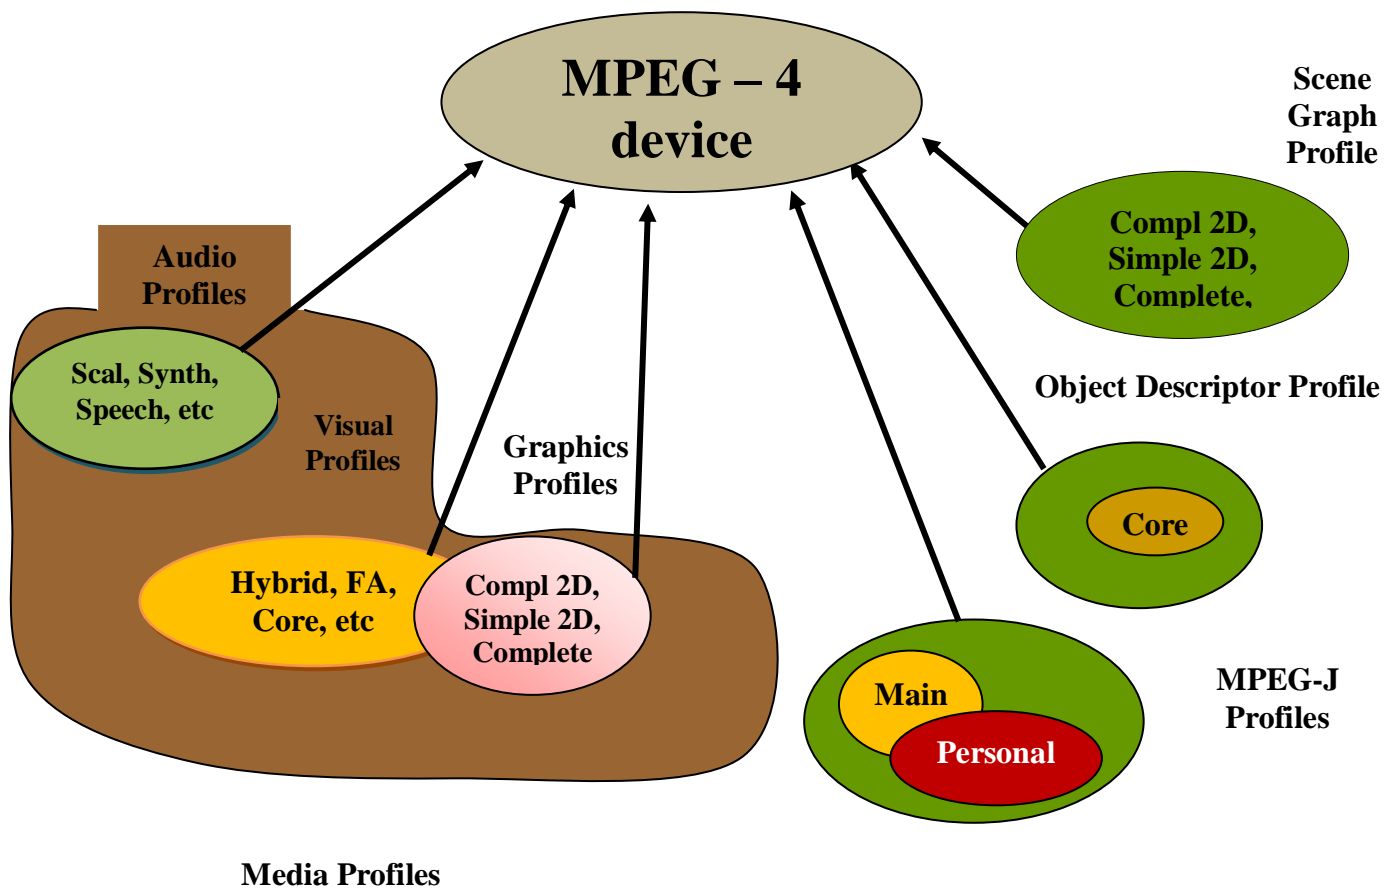 MPEG – 4
device
Scene
Graph
Profile
Compl 2D,
Simple 2D,
Complete,
Audio
Profiles
Scal, Synth,
Speech, etc
Visual
Profiles
Graphics
Profiles
Object Descriptor Profile
Core
Hybrid, FA,
Core, etc
Compl 2D,
Simple 2D,
Complete
Main
Personal
MPEG-J
Profiles
Media Profiles